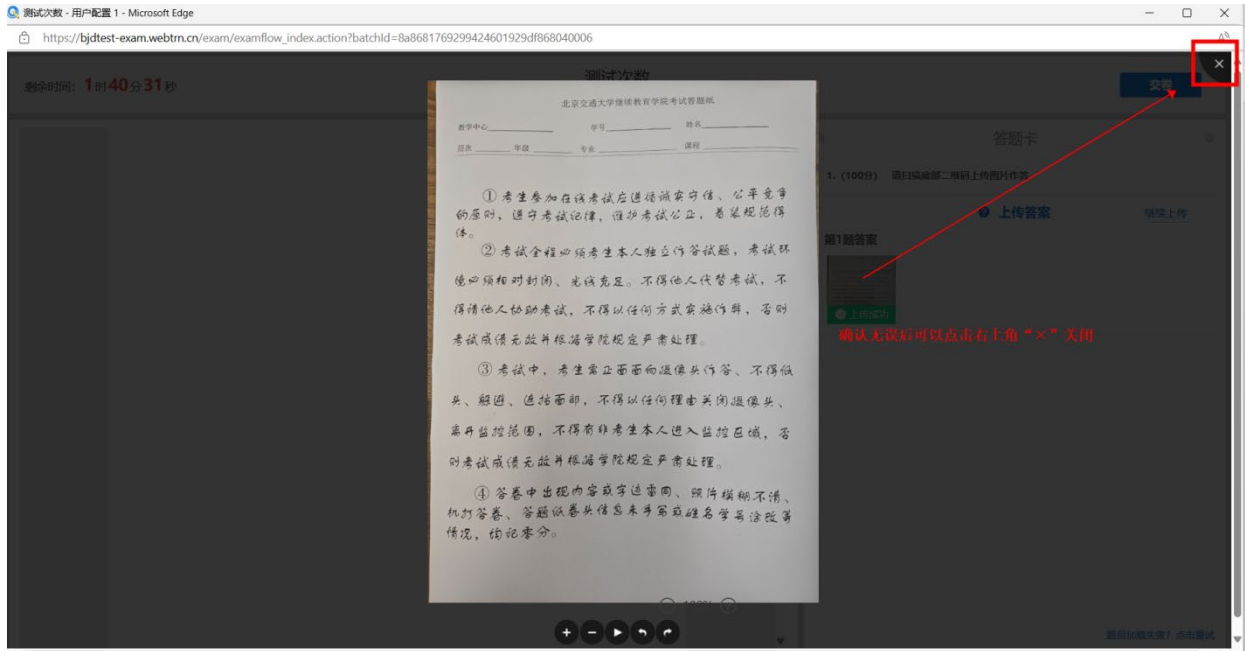 测试次数 - 用户配置 1 - Microsoft Edge
https://bjdtest-exam.webtrn.cn/exam/examflow_index.action?batchId=8a8681769299424601929df868040006
测试次数
剩余时间: 1时40分31秒
交卷
北京交通大学继续教育学院考试答题纸
教学中心 学号 姓名
层次 年级 专业 课程
答题卡
1. (100分) 请扫描底部二维码上传图片作答
上传答案
继续上传
第1题答案
上传成功
确认无误后可以点击右上角“×”关闭
①考生参加在线考试应遵循诚实守信、公平竞争
的原则,遵守考试纪律,维护考试公正,着装规范得
体。
②考试全程必须考生本人独立作答试题,考试环
境必须相对封闭、光线充足。不得他人代替考试,不
得请他人协助考试,不得以任何方式实施作弊,否则
考试成绩无效并根据学院规定严肃处理。
③考试中,考生需正面面向摄像头作答、不得低
头、躲避、遮挡面部,不得以任何理由关闭摄像头、
离开监控范围,不得有非考生本人进入监控区域,否
则考试成绩无效并根据学院规定严肃处理。
④答卷中出现内容或字迹雷同、照片模糊不清、
机打答卷、答题纸卷头信息未手写或姓名学号涂改等
情况,均记零分。
100%
题目加载失败? 点击重试